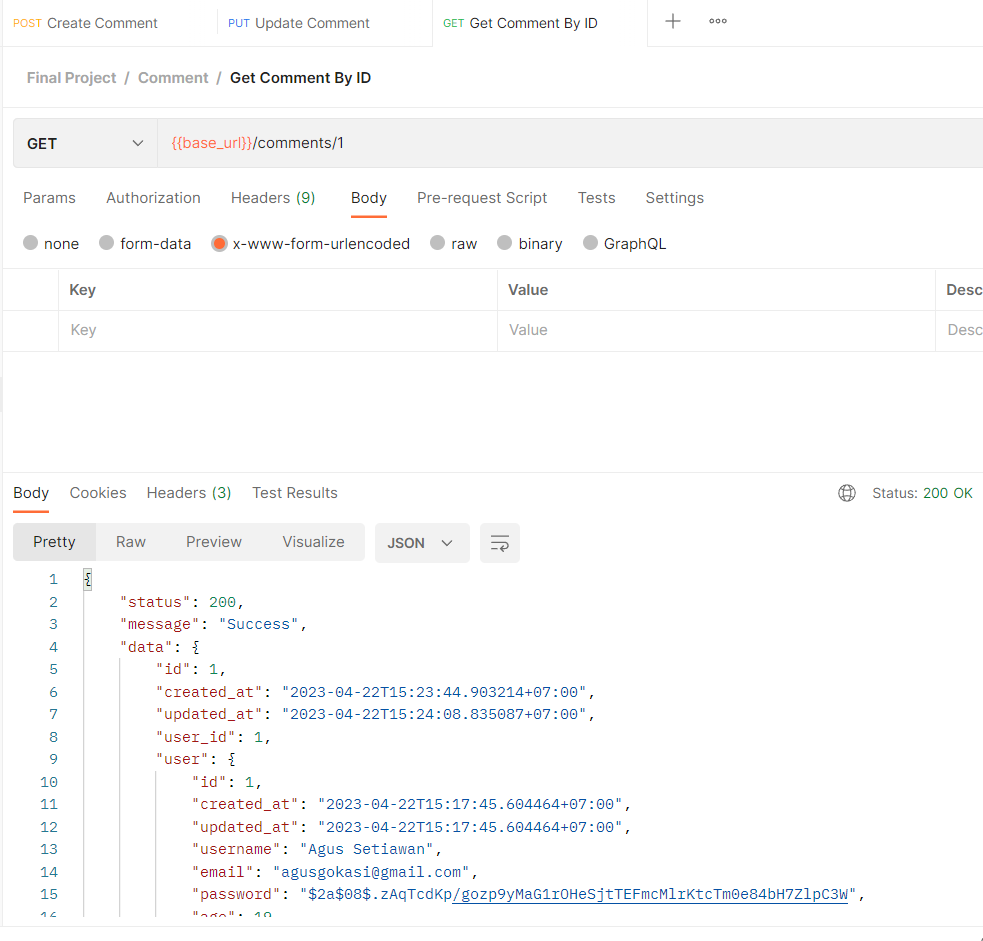 POST Create Comment PUT Update Comment GET Get Comment By ID
Final Project / Comment / Get Comment By ID
GET {{base_url}}/comments/1
Params Authorization Headers (9) Body Pre-request Script Tests Settings
none form-data x-www-form-urlencoded raw binary GraphQL
Key Value Desc
Key Value Desc
Body Cookies Headers (3) Test Results Status: 200 OK
Pretty Raw Preview Visualize JSON
1 {
2 "status": 200,
3 "message": "Success",
4 "data": {
5 "id": 1,
6 "created_at": "2023-04-22T15:23:44.903214+07:00",
7 "updated_at": "2023-04-22T15:24:08.835087+07:00",
8 "user_id": 1,
9 "user": {
10 "id": 1,
11 "created_at": "2023-04-22T15:17:45.604464+07:00",
12 "updated_at": "2023-04-22T15:17:45.604464+07:00",
13 "username": "Agus Setiawan",
14 "email": "agusgokasi@gmail.com",
15 "password": "$2a$08$.zAqTcdKp/gozp9yMaG1rOHeSjtTEFmcMlrKtcTm0e84bH7ZlpC3W",
16 "age": 19